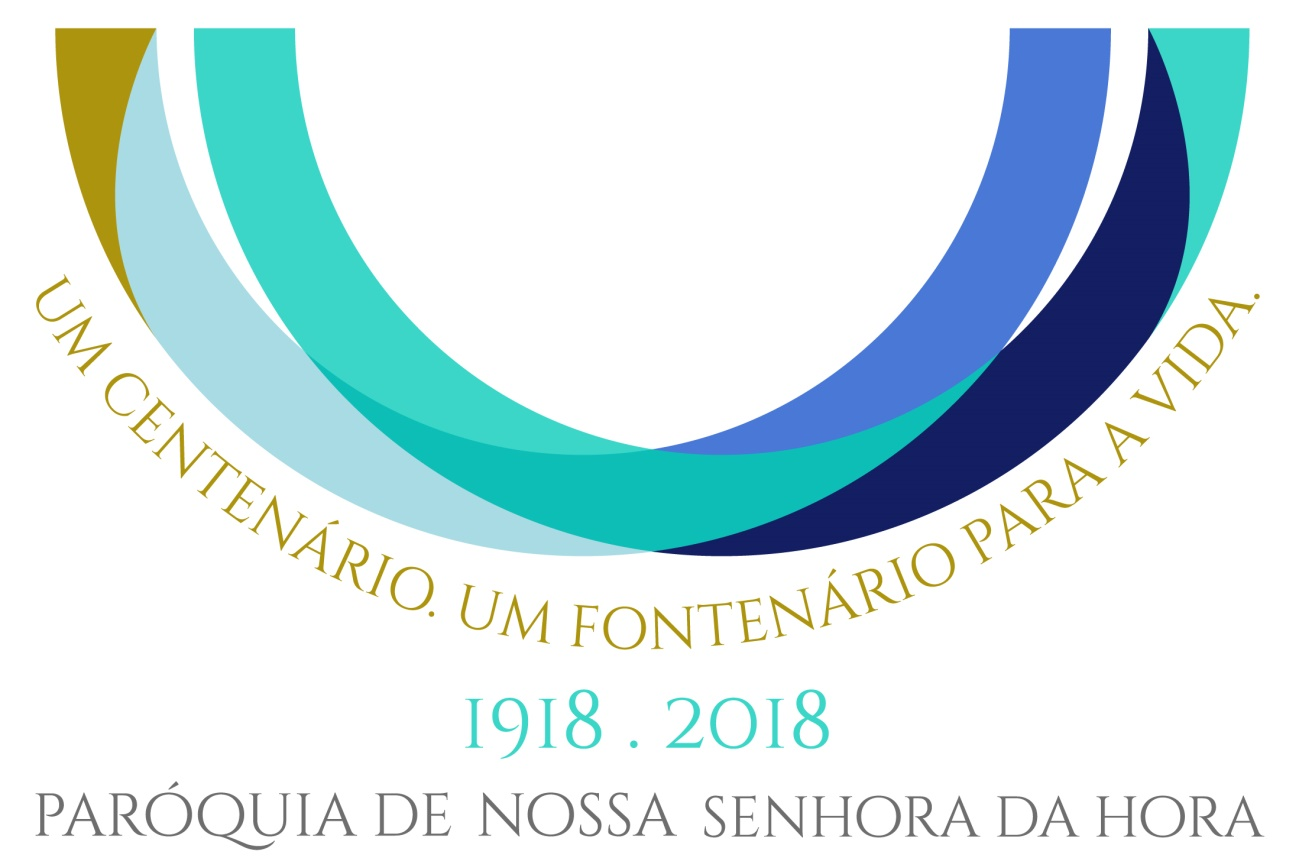 UM CENTENÁRIO. UM FONTENÁRIO PARA A VIDA.
1918 . 2018
PARÓQUIA DE NOSSA SENHORA DA HORA